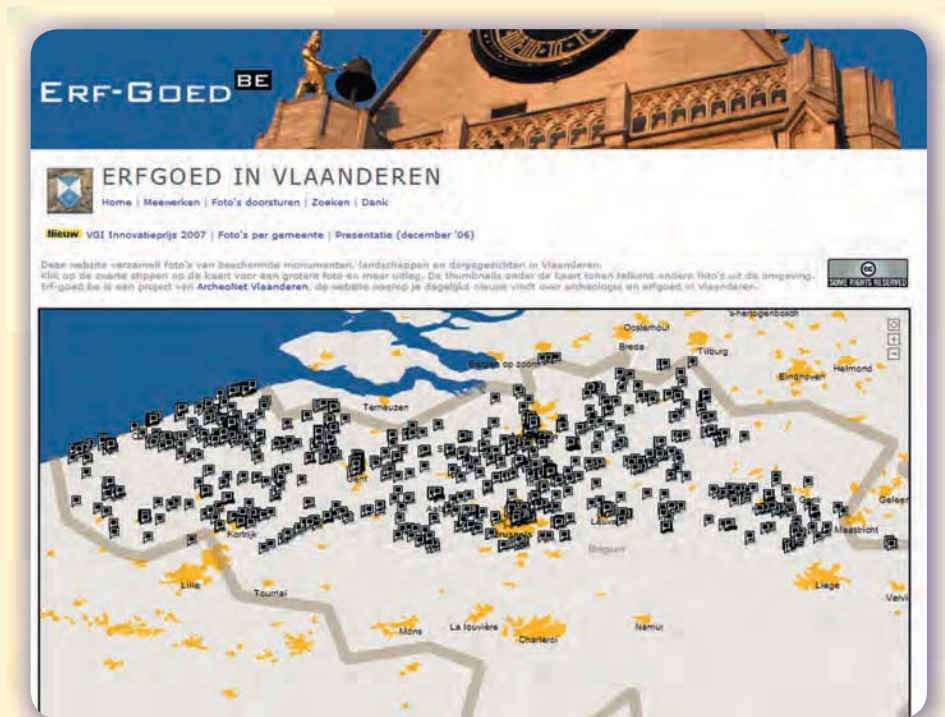 ERF-GOED BE
ERFGOED IN VLAANDEREN
Home | Meewerken | Foto's doorsturen | Zoeken | Dank
Nieuw VGI Innovatieprijs 2007 | Foto's per gemeente | Presentatie (december '06)
Deze website verzamelt foto's van beschermde monumenten, landschappen en dorpsgezichten in Vlaanderen.
Klik op de zwarte stippen op de kaart voor een grotere foto en meer uitleg. De thumbnails onder de kaart tonen telkens andere foto's uit de omgeving.
Erf-goed.be is een project van ArcheoNet Vlaanderen, de website waarop je dagelijks nieuws vindt over archeologie en erfgoed in Vlaanderen.
cc
SOME RIGHTS RESERVED
's-hertogenbosch
Oosterhout
Breda
Tilburg
Bergen op zoom
Eindhoven
Helmond
Terneuzen
Geleen
Maastricht
Kortrijk
Belgium
Lille
Liege
Tournai
Mons
La louvière
Charleroi
Namur